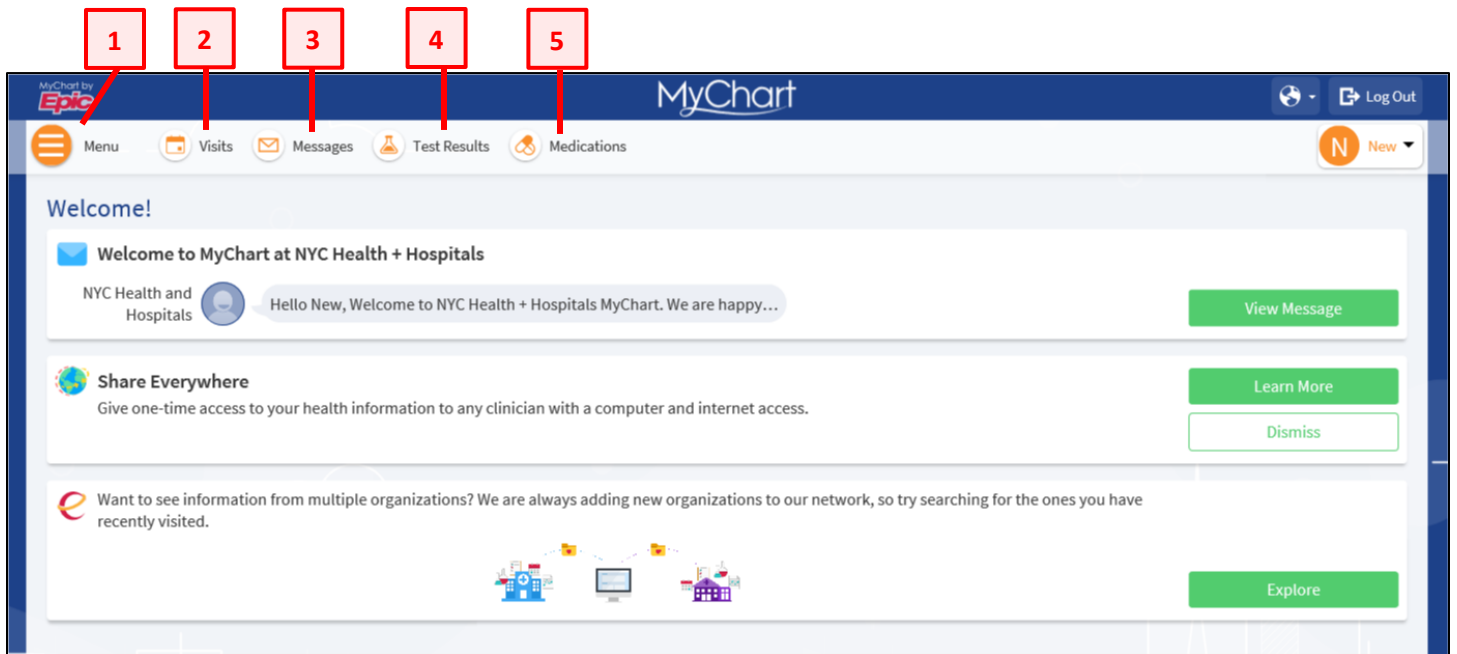 1 2 3 4 5
MyChart by
Epic
MyChart
Log Out
Menu Visits Messages Test Results Medications
N New
Welcome!
Welcome to MyChart at NYC Health + Hospitals
NYC Health and
Hospitals
Hello New, Welcome to NYC Health + Hospitals MyChart. We are happy...
View Message
Share Everywhere
Give one-time access to your health information to any clinician with a computer and internet access.
Learn More
Dismiss
Want to see information from multiple organizations? We are always adding new organizations to our network, so try searching for the ones you have
recently visited.
Explore